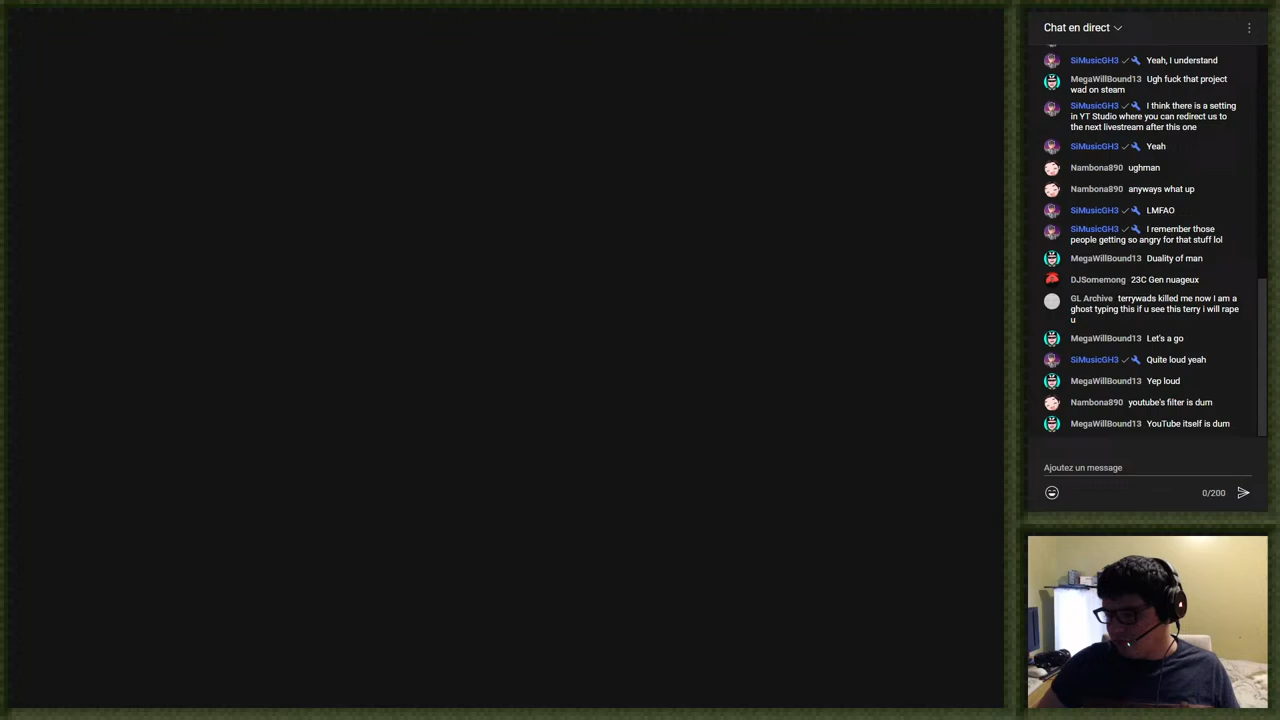 Chat en direct
SiMusicGH3 Yeah, I understand
MegaWillBound13 Ugh fuck that project
wad on steam
SiMusicGH3 I think there is a setting
in YT Studio where you can redirect us to
the next livestream after this one
SiMusicGH3 Yeah
Nambona890 ughman
Nambona890 anyways what up
SiMusicGH3 LMFAO
SiMusicGH3 I remember those
people getting so angry for that stuff lol
MegaWillBound13 Duality of man
DJSomemong 23C Gen nuageux
GL Archive terrywads killed me now I am a
ghost typing this if u see this terry i will rape
u
MegaWillBound13 Let's a go
SiMusicGH3 Quite loud yeah
MegaWillBound13 Yep loud
Nambona890 youtube's filter is dum
MegaWillBound13 YouTube itself is dum
Ajoutez un message
0/200